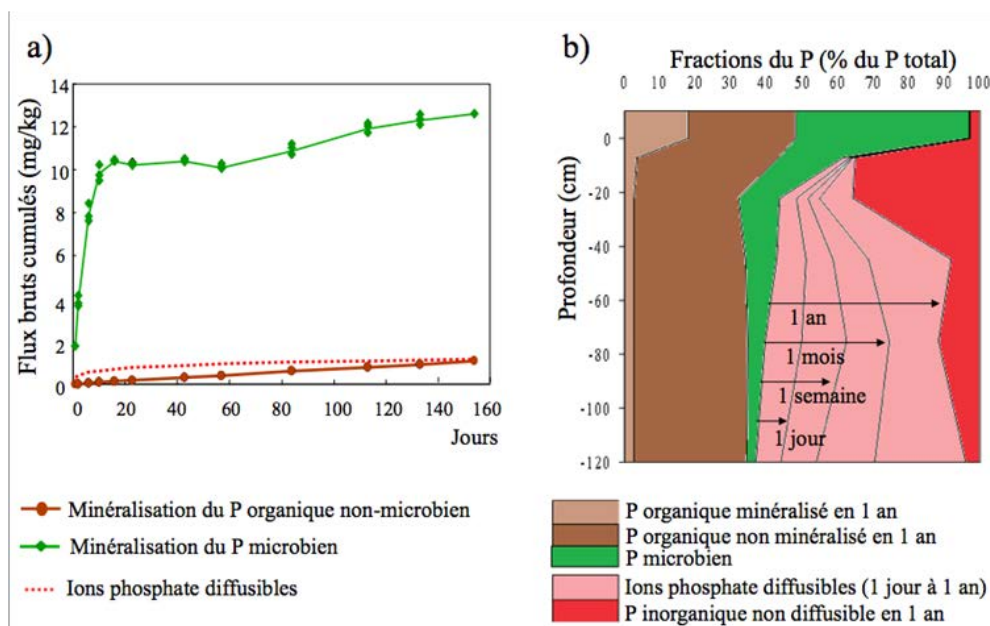 a)
Flux bruts cumulés (mg/kg)
14
12
10
8
6
4
2
0
0 20 40 60 80 100 120 140 160
Jours
Minéralisation du P organique non-microbien
Minéralisation du P microbien
Ions phosphate diffusibles
b)
Fractions du P (% du P total)
0 10 20 30 40 50 60 70 80 90 100
Profondeur (cm)
0
-20
-40
-60
-80
-100
-120
1 an
1 mois
1 semaine
1 jour
P organique minéralisé en 1 an
P organique non minéralisé en 1 an
P microbien
Ions phosphate diffusibles (1 jour à 1 an)
P inorganique non diffusible en 1 an